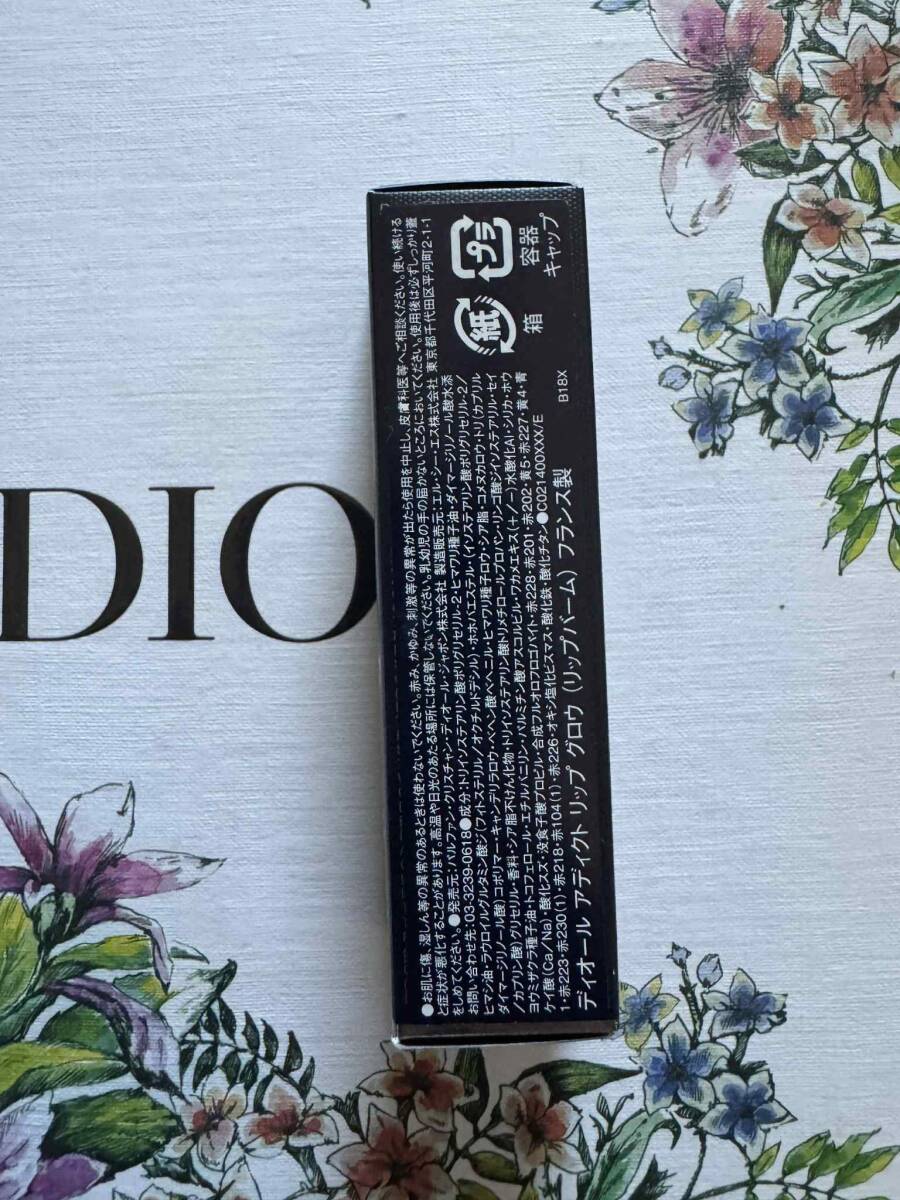 DIO
●お肌に傷、湿しん等の異常のあるときは使わないでください。赤み、かゆみ、刺激等の異常が出たら使用を中止し、皮膚科医等へご相談ください。使い続ける
と症状が悪化することがあります。高温や日光のあたる場所には保管しないでください。乳幼児の手の届かないところにおいてください。使用後は必ずしっかり蓋
をしめてください。●発売元:パルファン・クリスチャン・ディオール・ジャポン株式会社 製造販売元:エル・シー・エス株式会社 東京都千代田区平河町2-1-1
お問い合わせ先:03-3239-0618●成分:トリイソステアリン酸ポリグリセリル-2・ヒマワリ種子油・ダイマージリノール酸水添
ヒマシ油・ラウロイルグルタミン酸ジ(フィトステリル/オクチルドデシル)・ホホバエステル・(イソステアリン酸ポリグリセリル-2/
ダイマージリノール酸)コポリマー・キャンデリラロウ・ベヘン酸ベヘニル・ヒマワリ種子ロウ・シア脂・コメヌカロウ・トリ(カプリル
/カプリン酸)グリセリル・香料・シア脂不けん化物・トリイソステアリン酸トリメチロールプロパン・リンゴ酸ジイソステアリル・セイ
ヨウミザクラ種子油・トコフェロール・エチルバニリン・パルミチン酸アスコルビル・ワカメエキス(+/-)水酸化Al・シリカ・ホウ
ケイ酸(Ca/Na)・酸化スズ・没食子酸プロピル・合成フルオロフロゴパイト・赤228・赤201・赤202・黄5・赤227・黄4・青
1・赤223・赤230(1)・赤218・赤104(1)・赤226・オキシ塩化ビスマス・酸化鉄・酸化チタン●C021400XXX/E
ディオール アディクト リップ グロウ (リップバーム) フランス製
紙
箱
プラ
容器
キャップ
B18X